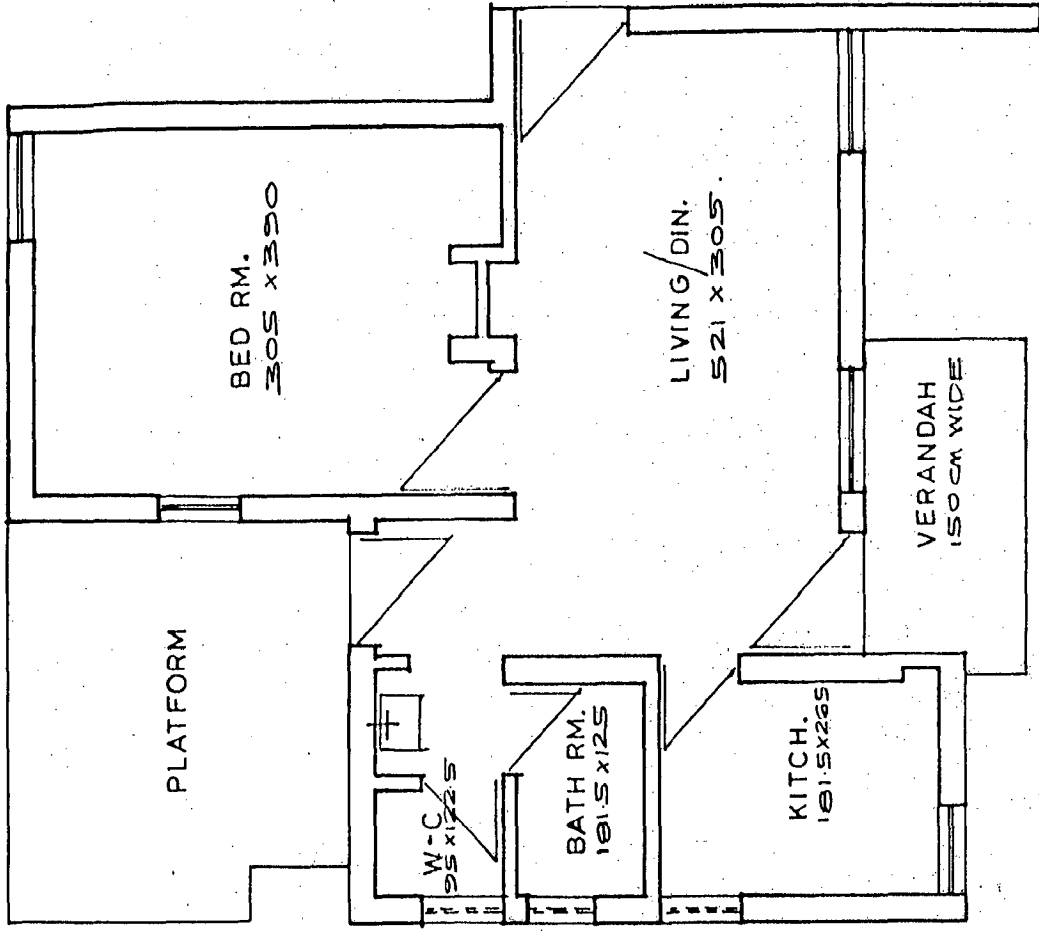 BED RM.
305 x 390
LIVING/DIN.
521 x 305.
PLATFORM
W-C
95 x 122.5
BATH RM.
181.5 x 125
KITCH.
181.5 x 265
VERANDAH
150 CM WIDE